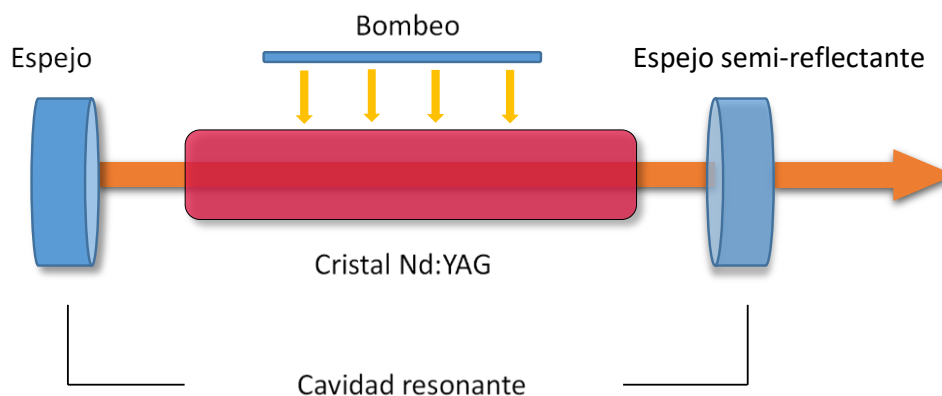 Bombeo
Espejo
Espejo semi-reflectante
Cristal Nd:YAG
Cavidad resonante